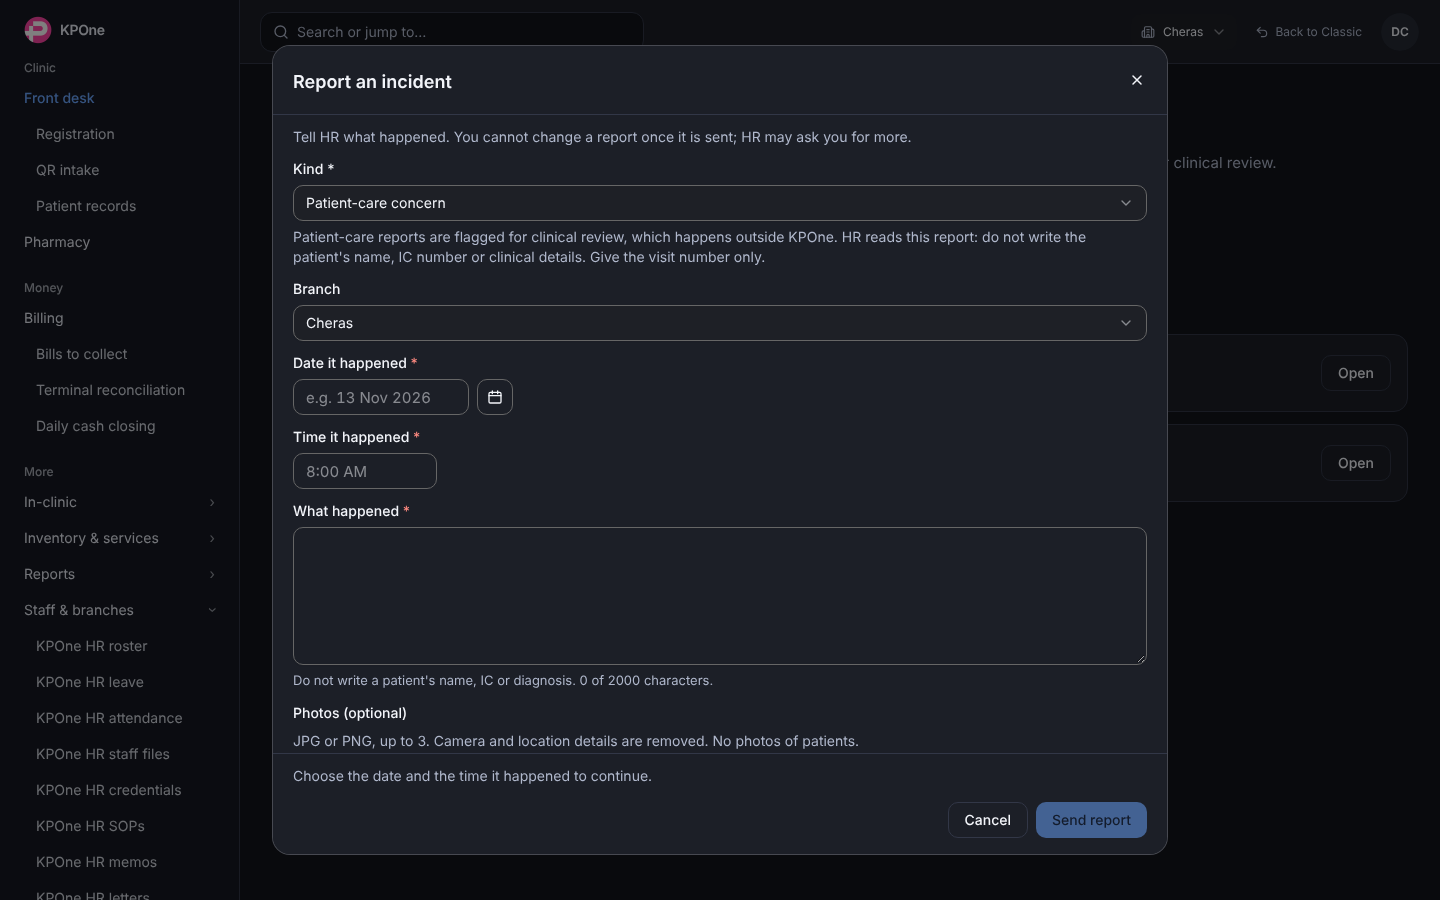 KPOne
Search or jump to...
Cheras
Back to Classic
DC
Clinic
Front desk
Registration
QR intake
Patient records
Pharmacy
Money
Billing
Bills to collect
Terminal reconciliation
Daily cash closing
More
In-clinic
Inventory & services
Reports
Staff & branches
KPOne HR roster
KPOne HR leave
KPOne HR attendance
KPOne HR staff files
KPOne HR credentials
KPOne HR SOPs
KPOne HR memos
KPOne HR letters
clinical review.
Open
Open
Report an incident
Tell HR what happened. You cannot change a report once it is sent; HR may ask you for more.
Kind *
Patient-care concern
Patient-care reports are flagged for clinical review, which happens outside KPOne. HR reads this report: do not write the
patient's name, IC number or clinical details. Give the visit number only.
Branch
Cheras
Date it happened *
e.g. 13 Nov 2026
Time it happened *
8:00 AM
What happened *
Do not write a patient's name, IC or diagnosis. 0 of 2000 characters.
Photos (optional)
JPG or PNG, up to 3. Camera and location details are removed. No photos of patients.
Choose the date and the time it happened to continue.
Cancel
Send report